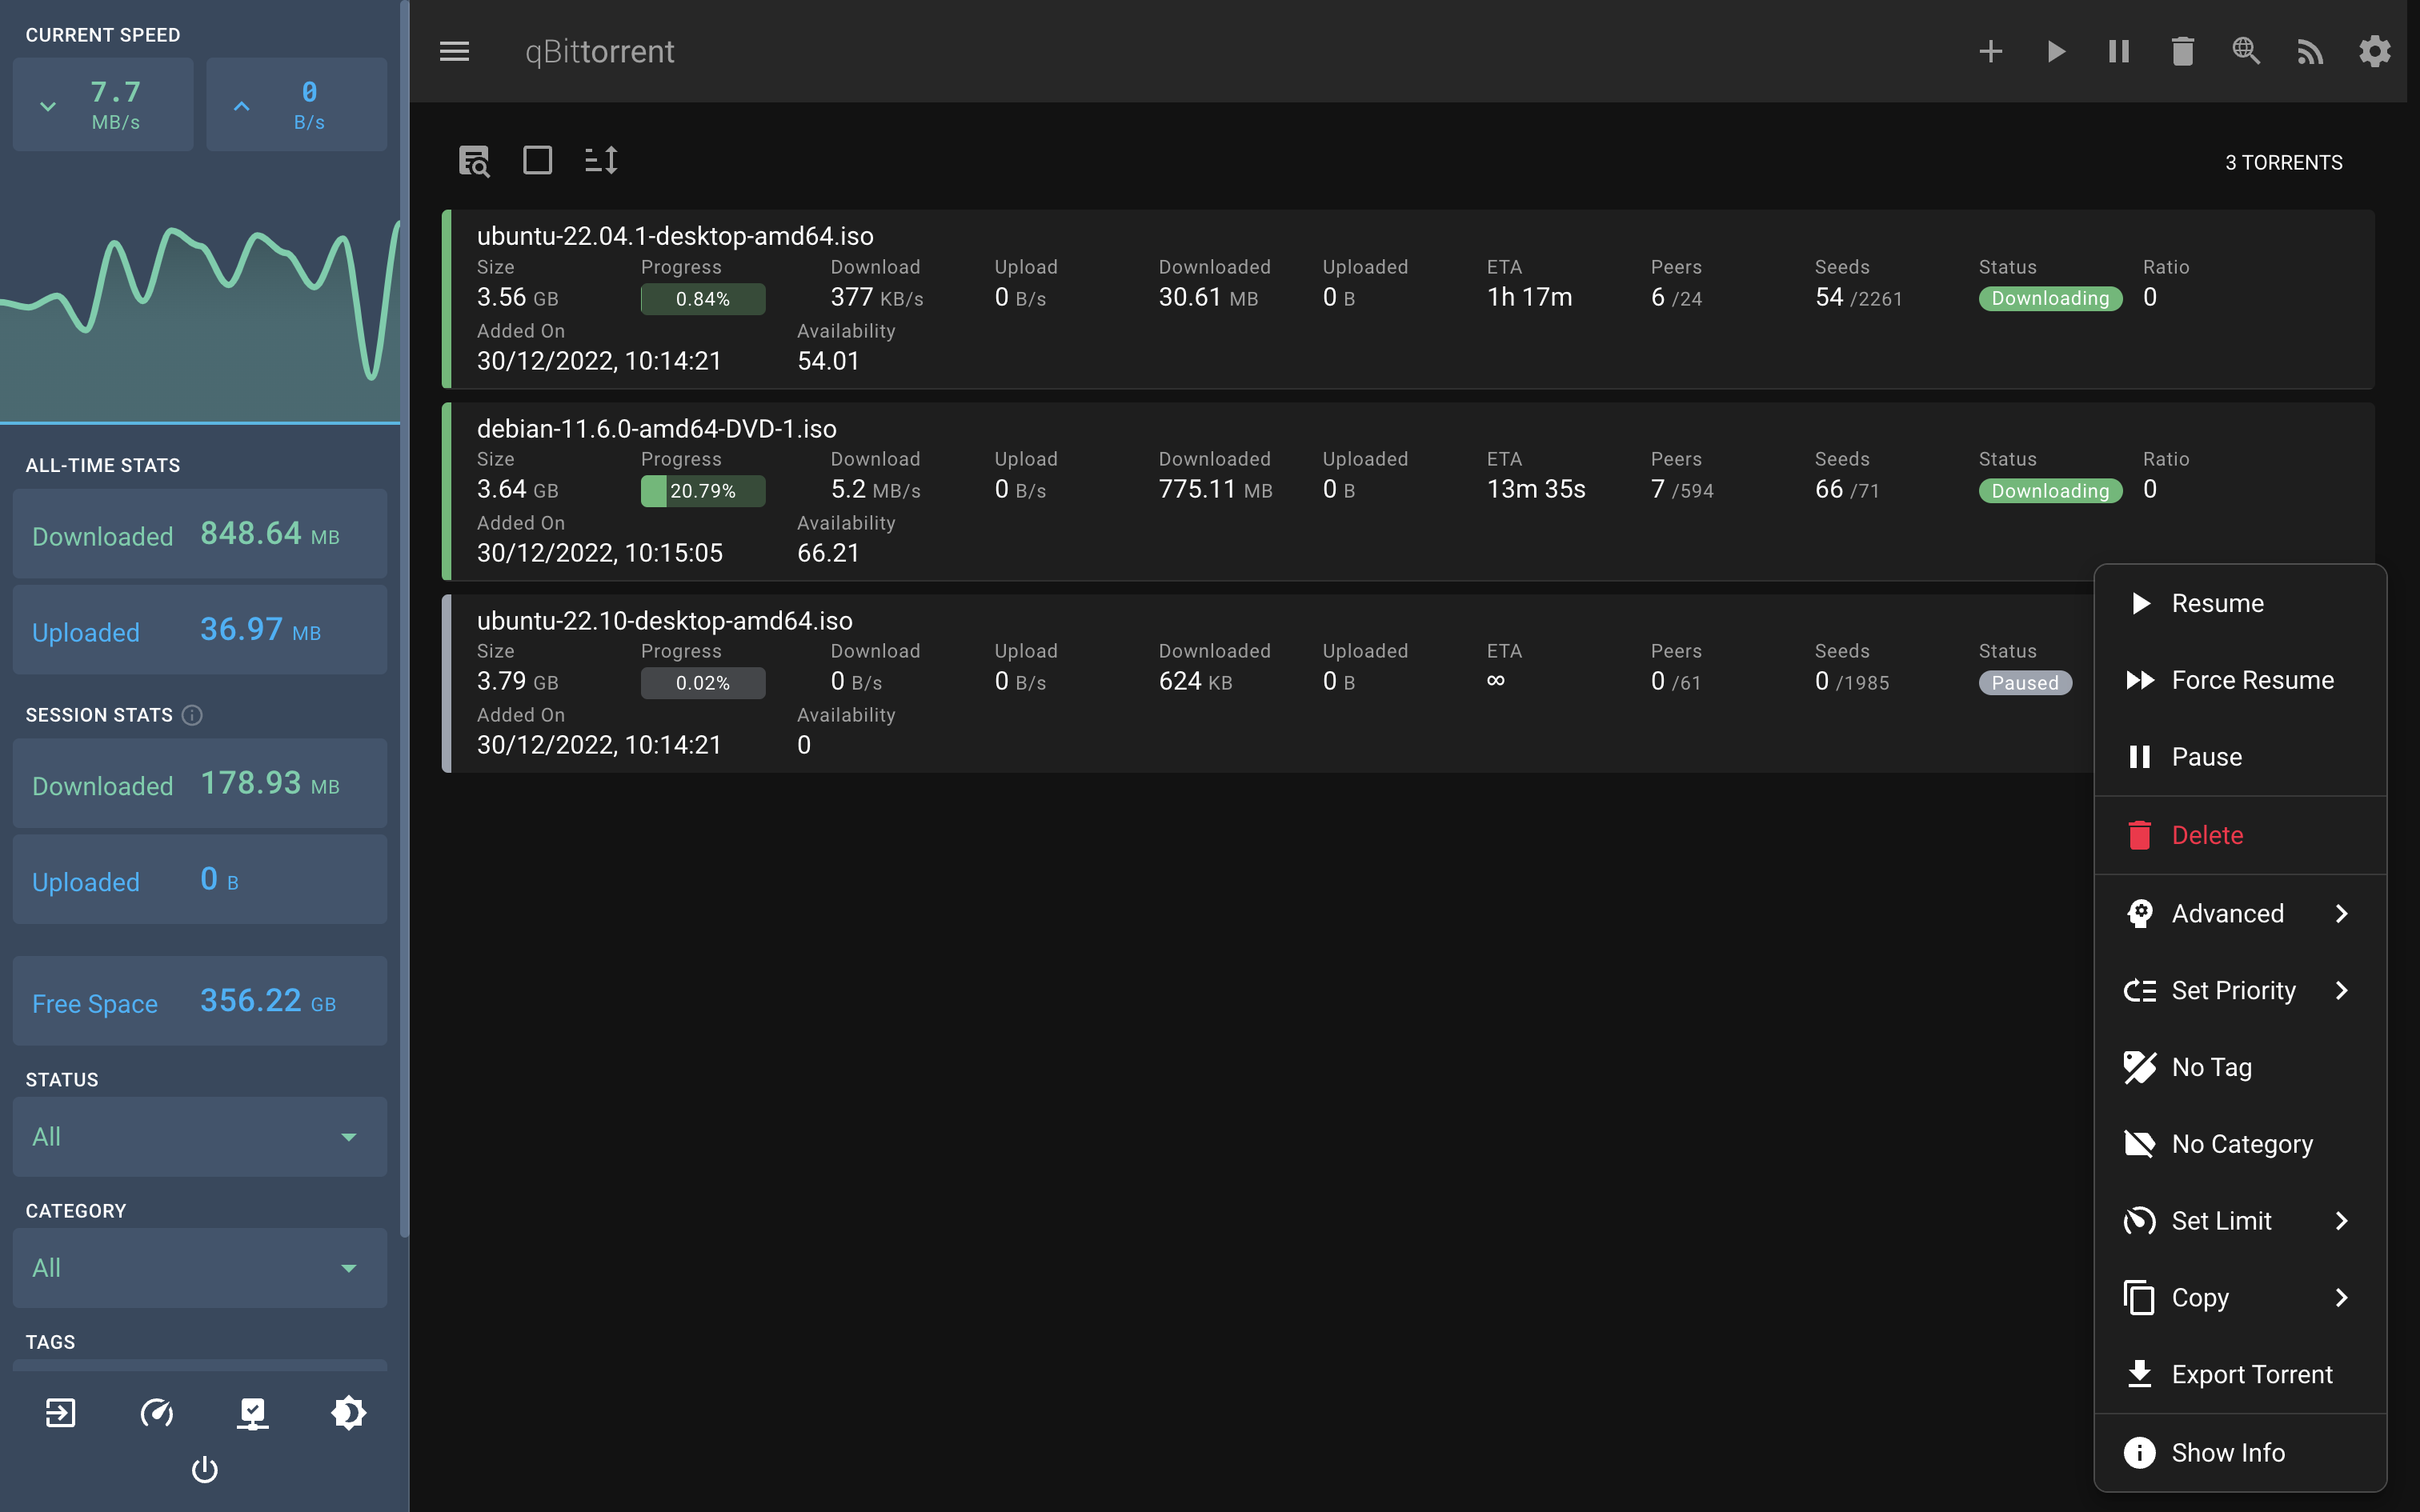 CURRENT SPEED
7.7
MB/s
0
B/s
ALL-TIME STATS
Downloaded 848.64 MB
Uploaded 36.97 MB
SESSION STATS
Downloaded 178.93 MB
Uploaded 0 B
Free Space 356.22 GB
STATUS
All
CATEGORY
All
TAGS
qBittorrent
3 TORRENTS
ubuntu-22.04.1-desktop-amd64.iso
Size Progress Download Upload Downloaded Uploaded ETA Peers Seeds Status Ratio
3.56 GB 0.84% 377 KB/s 0 B/s 30.61 MB 0 B 1h 17m 6 /24 54 /2261 Downloading 0
Added On Availability
30/12/2022, 10:14:21 54.01
debian-11.6.0-amd64-DVD-1.iso
Size Progress Download Upload Downloaded Uploaded ETA Peers Seeds Status Ratio
3.64 GB 20.79% 5.2 MB/s 0 B/s 775.11 MB 0 B 13m 35s 7 /594 66 /71 Downloading 0
Added On Availability
30/12/2022, 10:15:05 66.21
ubuntu-22.10-desktop-amd64.iso
Size Progress Download Upload Downloaded Uploaded ETA Peers Seeds Status
3.79 GB 0.02% 0 B/s 0 B/s 624 KB 0 B ∞ 0 /61 0 /1985 Paused
Added On Availability
30/12/2022, 10:14:21 0
Resume
Force Resume
Pause
Delete
Advanced
Set Priority
No Tag
No Category
Set Limit
Copy
Export Torrent
Show Info